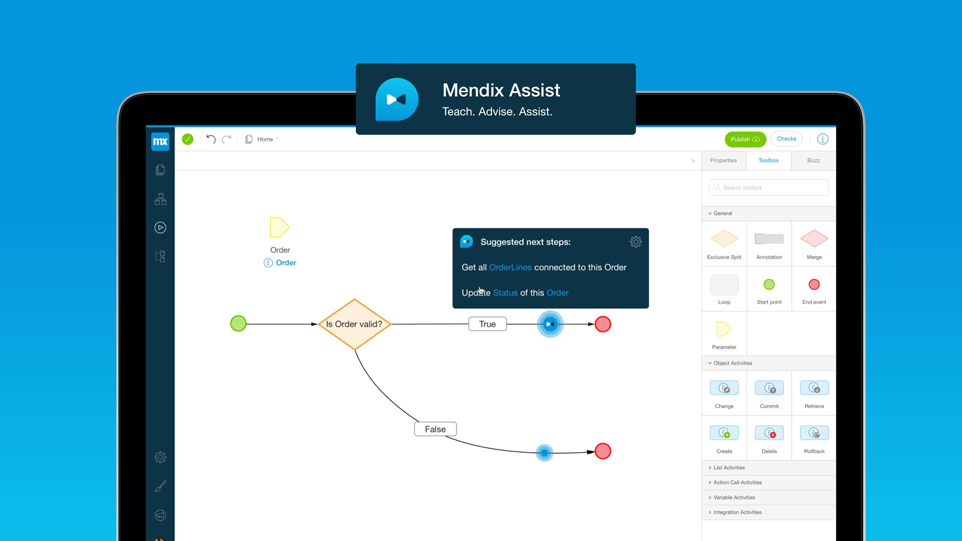 Mendix Assist
Teach. Advise. Assist.
mx
Home
Publish
Checks
Properties
Toolbox
Buzz
Search toolbox
General
Exclusive Split
Annotation
Merge
Loop
Start point
End event
Parameter
Object Activities
Change
Commit
Retrieve
Create
Delete
Rollback
List Activities
Action Call Activities
Variable Activities
Integration Activities
Order
E Order
Suggested next steps:
Get all OrderLines connected to this Order
Update Status of this Order
Is Order valid?
True
False